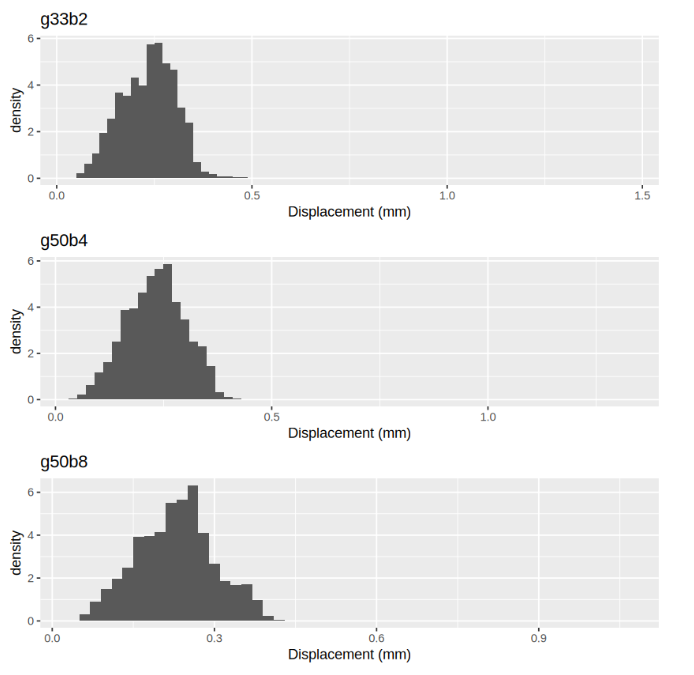 g33b2
6
4
2
0
density
0.0 0.5 1.0 1.5
Displacement (mm)
g50b4
6
4
2
0
density
0.0 0.5 1.0
Displacement (mm)
g50b8
6
4
2
0
density
0.0 0.3 0.6 0.9
Displacement (mm)